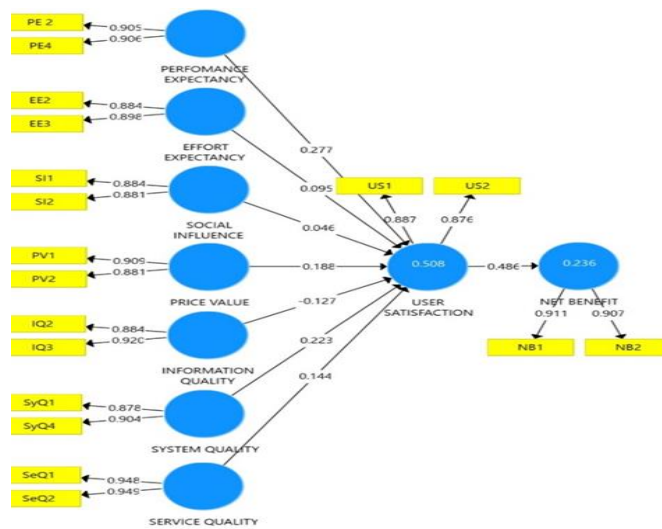 PE 2
0.905
PE4
0.906
PERFOMANCE
EXPECTANCY
EE2
0.884
EE3
0.898
0.277
EFFORT
EXPECTANCY
0.095
US1
US2
SI1
0.884
SI2
0.881
0.887
0.876
SOCIAL
INFLUENCE
0.046
PV1
0.909
PV2
0.881
0.188
0.508
0.486
0.236
PRICE VALUE
USER
SATISFACTION
NET BENEFIT
-0.127
IQ2
0.884
IQ3
0.920
0.911
0.907
INFORMATION
QUALITY
0.223
NB1
NB2
0.144
SyQ1
0.878
SyQ4
0.904
SYSTEM QUALITY
SeQ1
0.948
SeQ2
0.949
SERVICE QUALITY